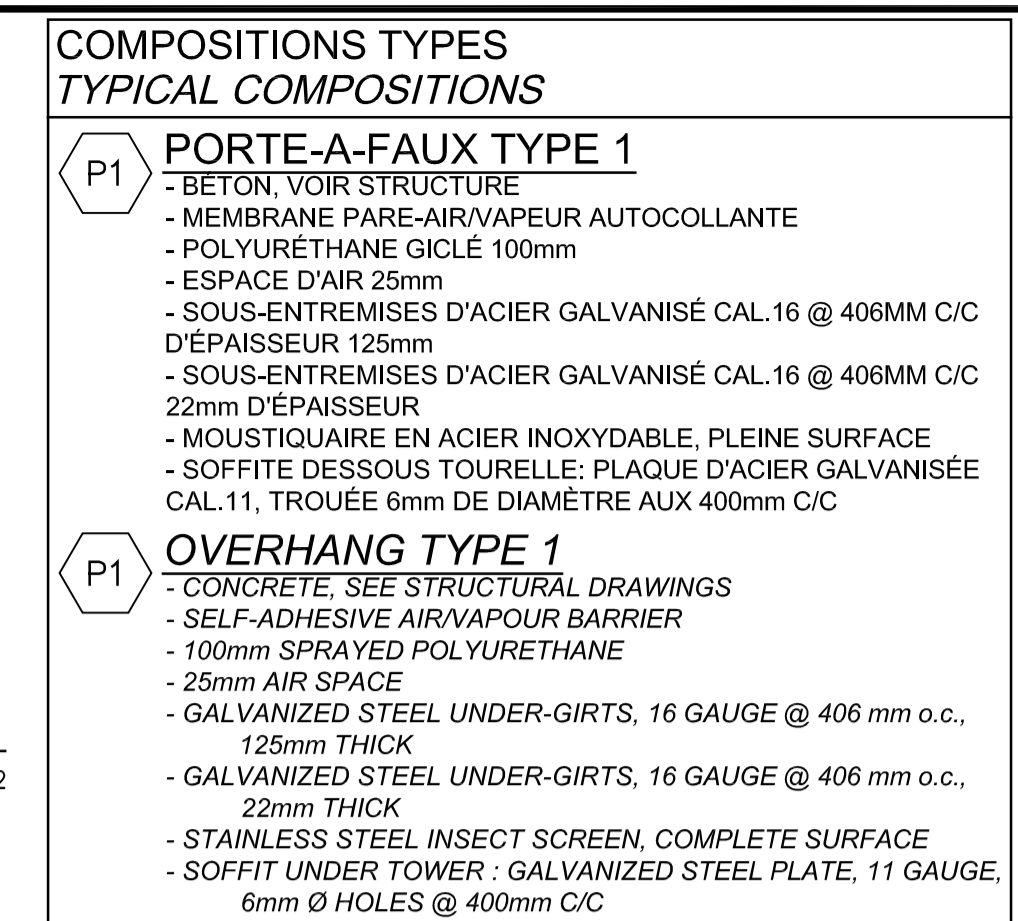 COMPOSITIONS TYPES
TYPICAL COMPOSITIONS
P1
PORTE-A-FAUX TYPE 1
- BÉTON, VOIR STRUCTURE
- MEMBRANE PARE-AIR/VAPEUR AUTOCOLLANTE
- POLYURÉTHANE GICLÉ 100mm
- ESPACE D'AIR 25mm
- SOUS-ENTREMISES D'ACIER GALVANISÉ CAL.16 @ 406MM C/C
D'ÉPAISSEUR 125mm
- SOUS-ENTREMISES D'ACIER GALVANISÉ CAL.16 @ 406MM C/C
22mm D'ÉPAISSEUR
- MOUSTIQUAIRE EN ACIER INOXYDABLE, PLEINE SURFACE
- SOFFITE DESSOUS TOURELLE: PLAQUE D'ACIER GALVANISÉE
CAL.11, TROUÉE 6mm DE DIAMÈTRE AUX 400mm C/C
P1
OVERHANG TYPE 1
- CONCRETE, SEE STRUCTURAL DRAWINGS
- SELF-ADHESIVE AIR/VAPOUR BARRIER
- 100mm SPRAYED POLYURETHANE
- 25mm AIR SPACE
- GALVANIZED STEEL UNDER-GIRTS, 16 GAUGE @ 406 mm o.c.,
125mm THICK
- GALVANIZED STEEL UNDER-GIRTS, 16 GAUGE @ 406 mm o.c.,
22mm THICK
- STAINLESS STEEL INSECT SCREEN, COMPLETE SURFACE
- SOFFIT UNDER TOWER : GALVANIZED STEEL PLATE, 11 GAUGE,
6mm Ø HOLES @ 400mm C/C